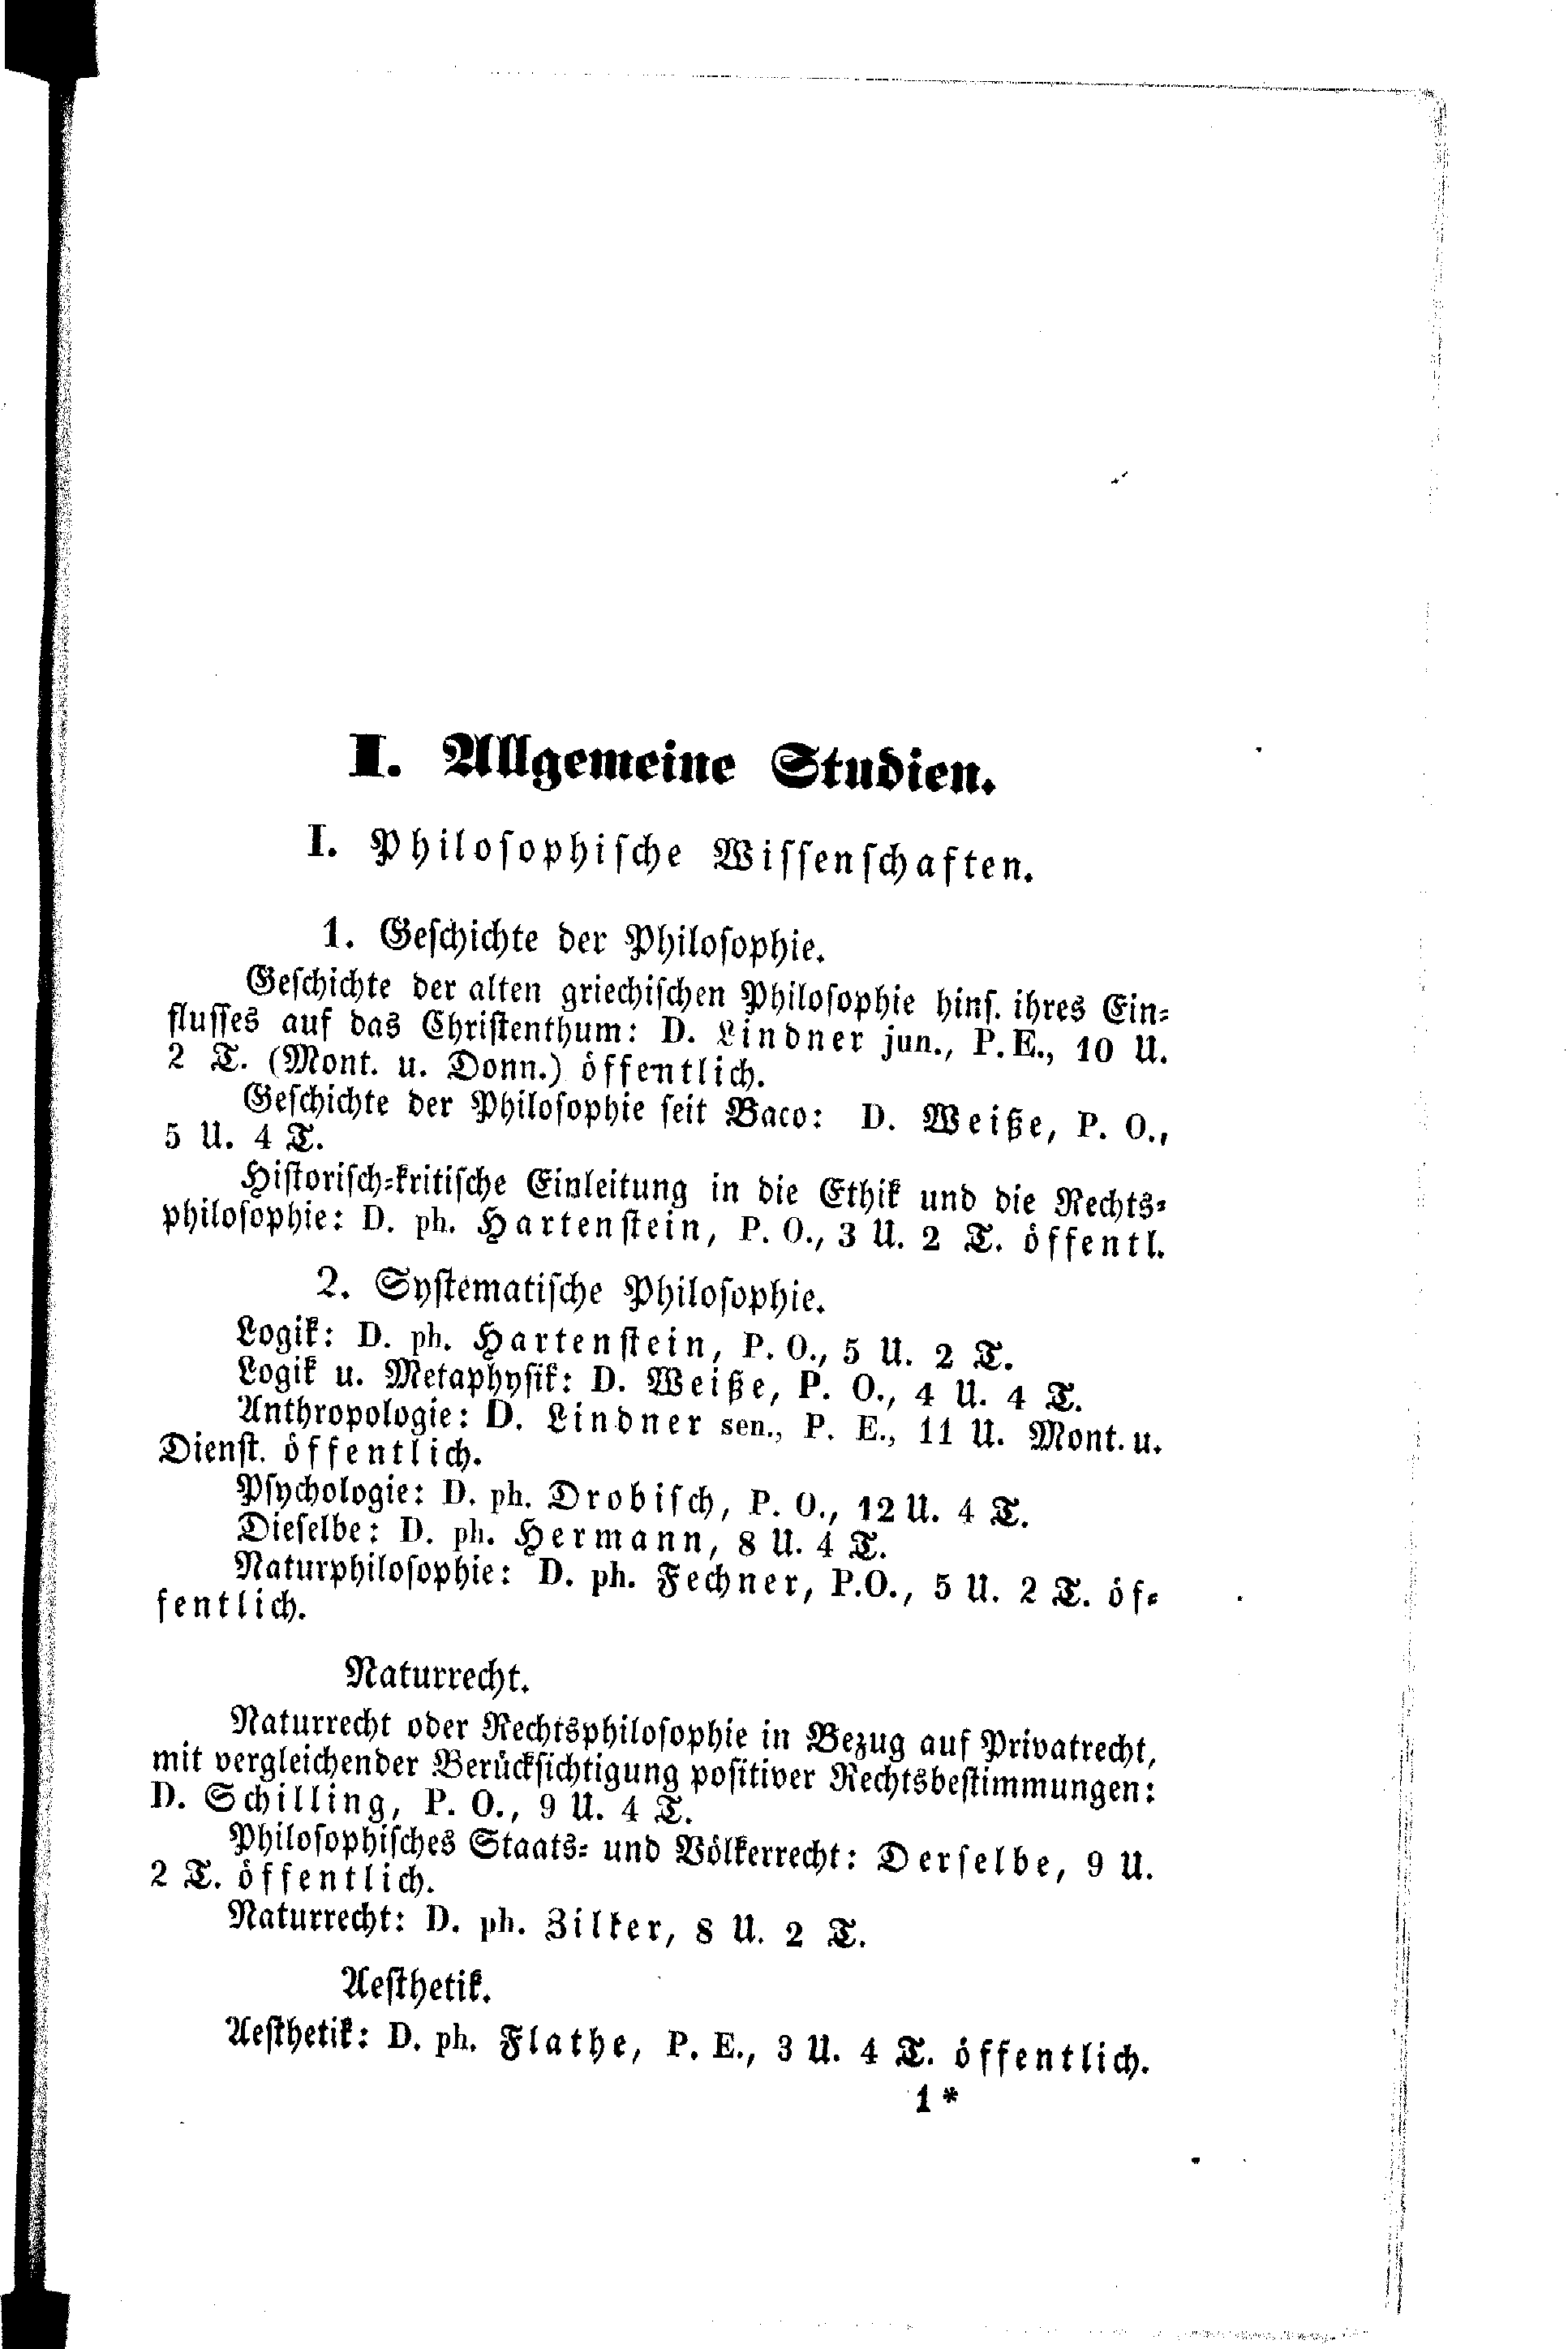 I. Allgemeine Studien.
I. Philosophische Wissenschaften.
1. Geschichte der Philosophie.
Geschichte der alten griechischen Philosophie hins. ihres Ein-
flusses auf das Christenthum: D. Lindner jun., P. E., 10 U.
2 T. (Mont. u. Donn.) öffentlich.
Geschichte der Philosophie seit Baco: D. Weiße, P. O.,
5 U. 4 T.
Historisch-kritische Einleitung in die Ethik und die Rechts-
philosophie: D. ph. Hartenstein, P. O., 3 U. 2 T. öffentl.
2. Systematische Philosophie.
Logik: D. ph. Hartenstein, P. O., 5 U. 2 T.
Logik u. Metaphysik: D. Weiße, P. O., 4 U. 4 T.
Anthropologie: D. Lindner sen., P. E., 11 U. Mont. u.
Dienst. öffentlich.
Psychologie: D. ph. Drobisch, P. O., 12 U. 4 T.
Dieselbe: D. ph. Hermann, 8 U. 4 T.
Naturphilosophie: D. ph. Fechner, P. O., 5 U. 2 T. öf-
fentlich.
Naturrecht.
Naturrecht oder Rechtsphilosophie in Bezug auf Privatrecht,
mit vergleichender Berücksichtigung positiver Rechtsbestimmungen:
D. Schilling, P. O., 9 U. 4 T.
Philosophisches Staats- und Völkerrecht: Derselbe, 9 U.
2 T. öffentlich.
Naturrecht: D. ph. Zilker, 8 U. 2 T.
Aesthetik.
Aesthetik: D. ph. Flathe, P. E., 3 U. 4 T. öffentlich.
1*